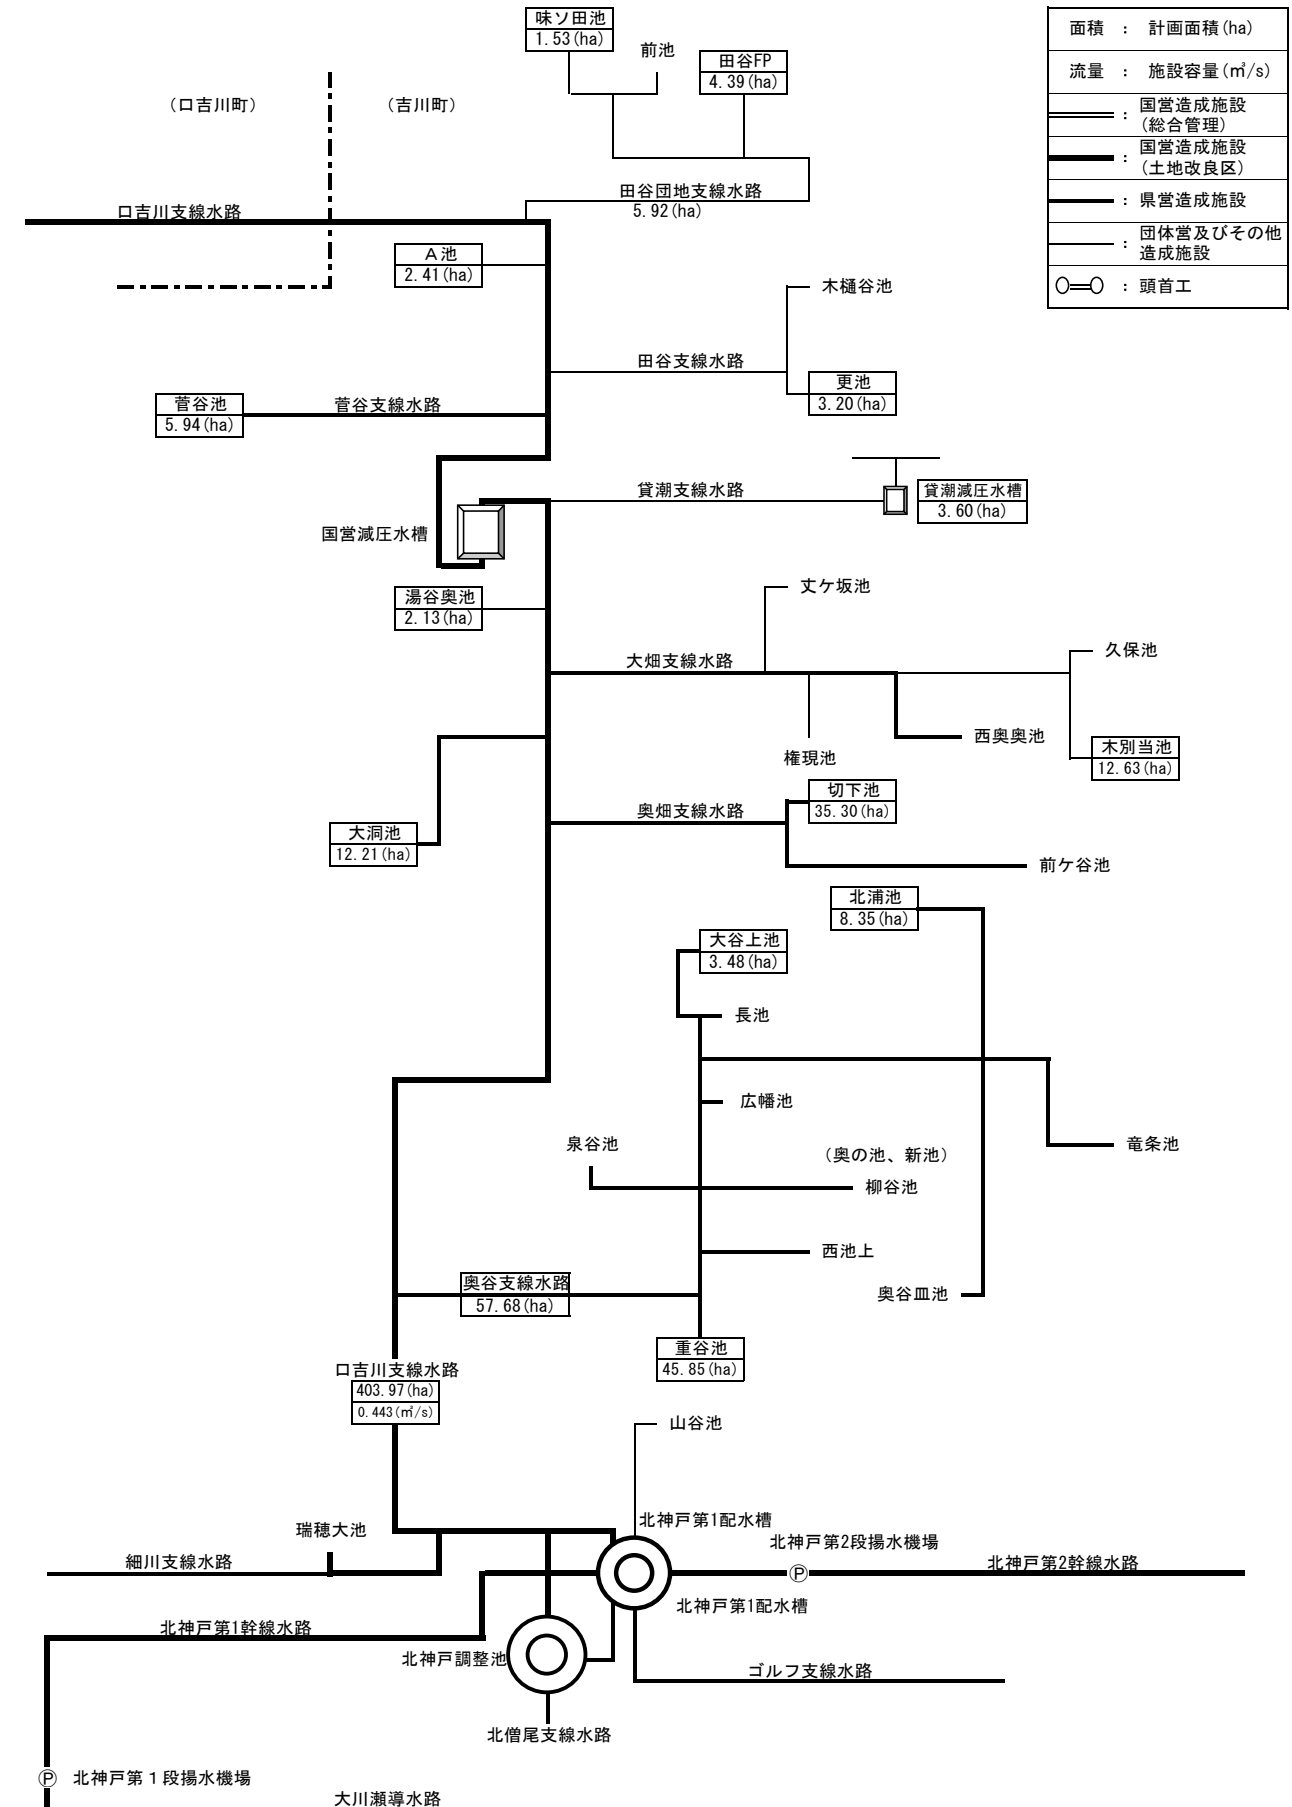 味ソ田池
1.53(ha)
前池
田谷FP
4.39(ha)
(口吉川町)
(吉川町)
田谷団地支線水路
5.92(ha)
口吉川支線水路
A池
2.41(ha)
木樋谷池
田谷支線水路
更池
3.20(ha)
菅谷池
5.94(ha)
菅谷支線水路
貸潮支線水路
貸潮減圧水槽
3.60(ha)
国営減圧水槽
湯谷奥池
2.13(ha)
丈ケ坂池
大畑支線水路
久保池
西奥奥池
権現池
木別当池
12.63(ha)
切下池
35.30(ha)
奥畑支線水路
大洞池
12.21(ha)
前ケ谷池
北浦池
8.35(ha)
大谷上池
3.48(ha)
長池
広幡池
泉谷池
(奥の池、新池)
竜条池
柳谷池
西池上
奥谷支線水路
57.68(ha)
奥谷皿池
重谷池
45.85(ha)
口吉川支線水路
403.97(ha)
0.443(㎥/s)
山谷池
北神戸第1配水槽
瑞穂大池
北神戸第2段揚水機場
細川支線水路
北神戸第2幹線水路
Ⓟ
北神戸第1配水槽
北神戸第1幹線水路
北神戸調整池
ゴルフ支線水路
北僧尾支線水路
Ⓟ 北神戸第1段揚水機場
大川瀬導水路
面積 : 計画面積(ha)
流量 : 施設容量(㎥/s)
: 国営造成施設
(総合管理)
: 国営造成施設
(土地改良区)
: 県営造成施設
: 団体営及びその他
造成施設
: 頭首工